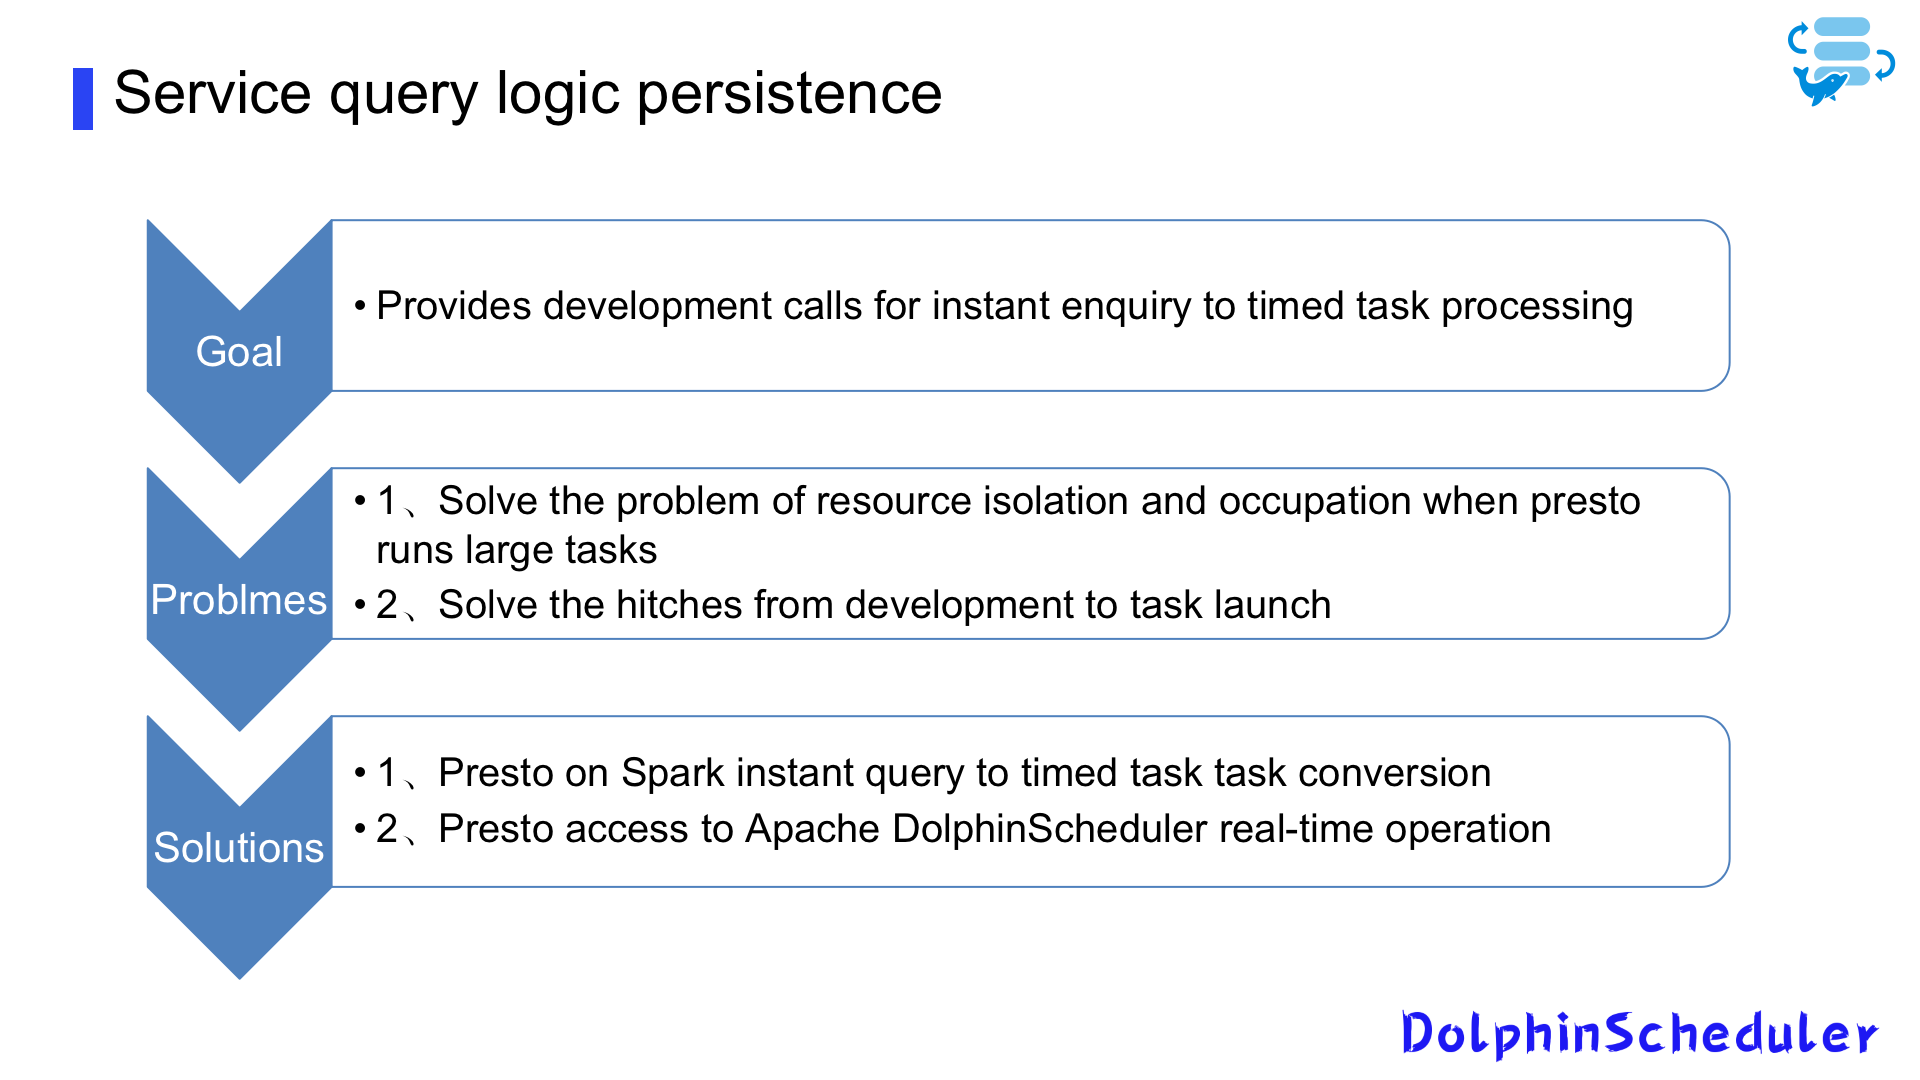 Service query logic persistence
Goal
• Provides development calls for instant enquiry to timed task processing
Problmes
• 1、Solve the problem of resource isolation and occupation when presto
runs large tasks
• 2、Solve the hitches from development to task launch
Solutions
• 1、Presto on Spark instant query to timed task task conversion
• 2、Presto access to Apache DolphinScheduler real-time operation
DolphinScheduler